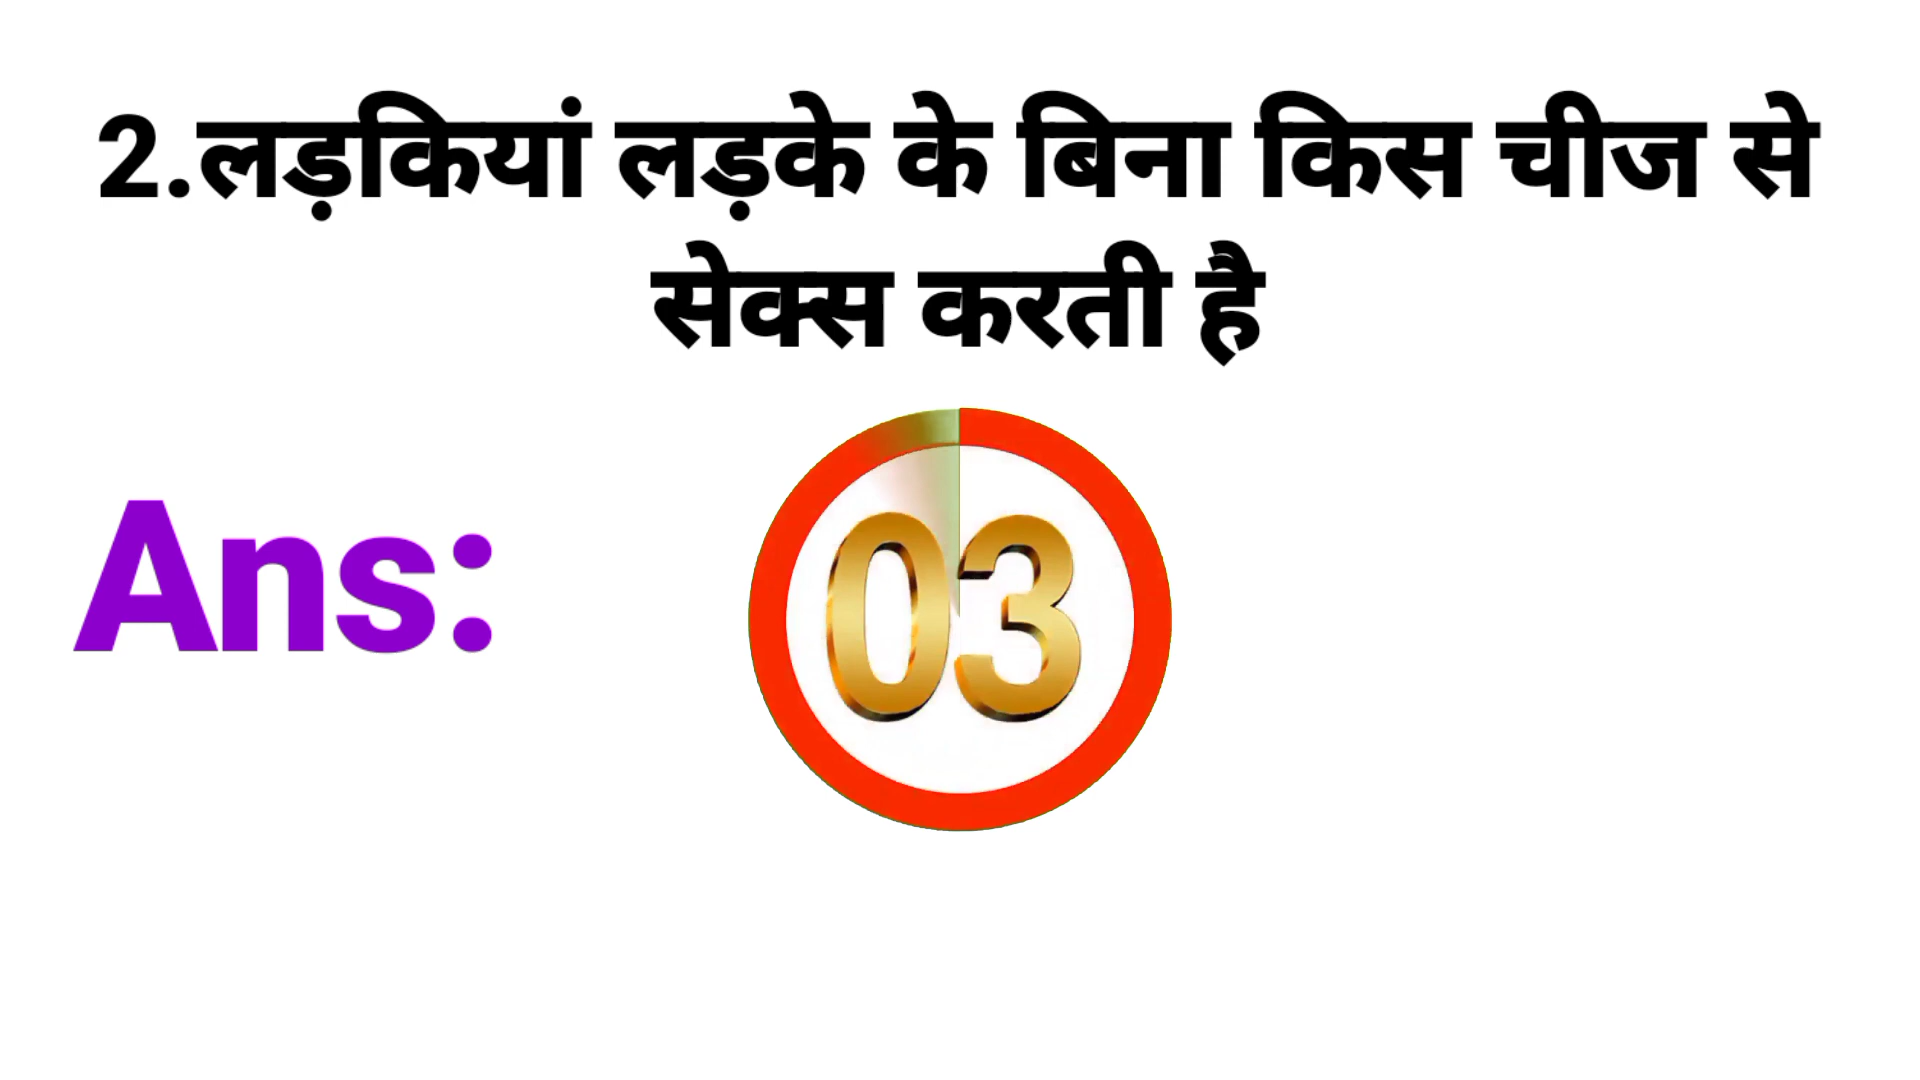 2.लड़कियां लड़के के बिना किस चीज से
सेक्स करती है
Ans:
03